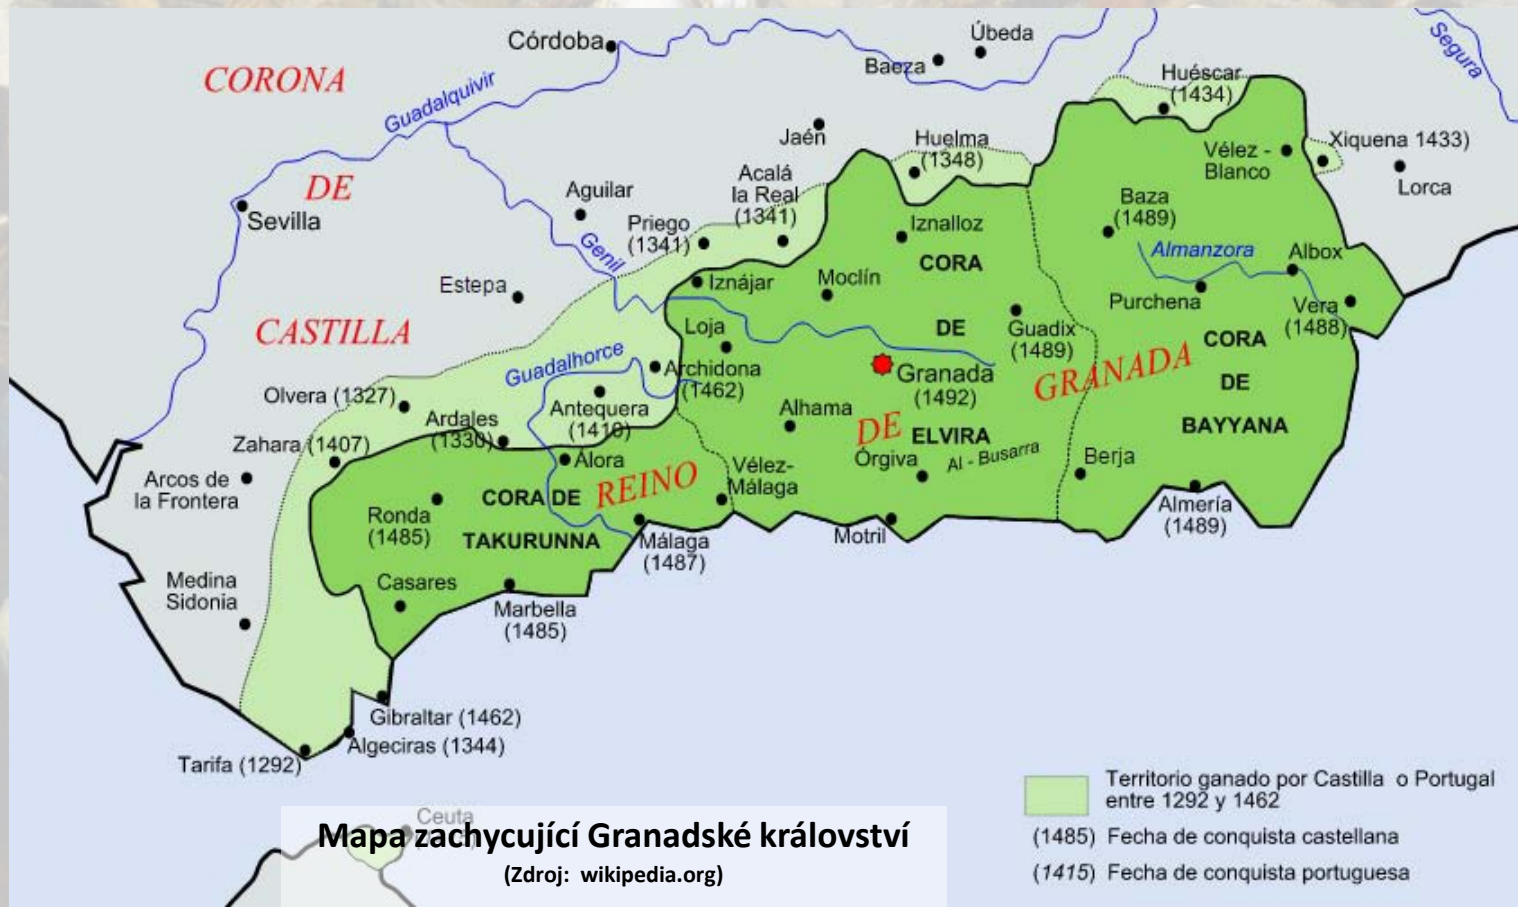 Córdoba
Úbeda
Baeza
Segura
CORONA
Guadalquivir
Huéscar
(1434)
Jaén
Huelma
(1348)
Xiquena 1433)
Vélez -
Blanco
Lorca
DE
Aguilar
Acalá
la Real
(1341)
Sevilla
Priego
(1341)
Baza
(1489)
Iznalloz
Genil
Almanzora
Albox
CORA
Estepa
Iznájar
Moclín
Purchena
Vera
(1488)
CASTILLA
Loja
DE
Guadix
(1489)
CORA
Guadalhorce
Archidona
(1462)
Granada
(1492)
GRANADA
DE
Olvera (1327)
Ardales
(1330)
Antequera
(1410)
Alhama
DE
ELVIRA
BAYYANA
Zahara (1407)
Álora
Órgiva
Al - Busarra
Berja
Arcos de
la Frontera
CORA DE
REINO
Vélez-
Málaga
Ronda
(1485)
TAKURUNNA
Málaga
(1487)
Motril
Almería
(1489)
Medina
Sidonia
Casares
Marbella
(1485)
Gibraltar (1462)
Algeciras (1344)
Tarifa (1292)
Territorio ganado por Castilla o Portugal
entre 1292 y 1462
(1485) Fecha de conquista castellana
(1415) Fecha de conquista portuguesa
Ceuta
Mapa zachycující Granadské království
(Zdroj: wikipedia.org)